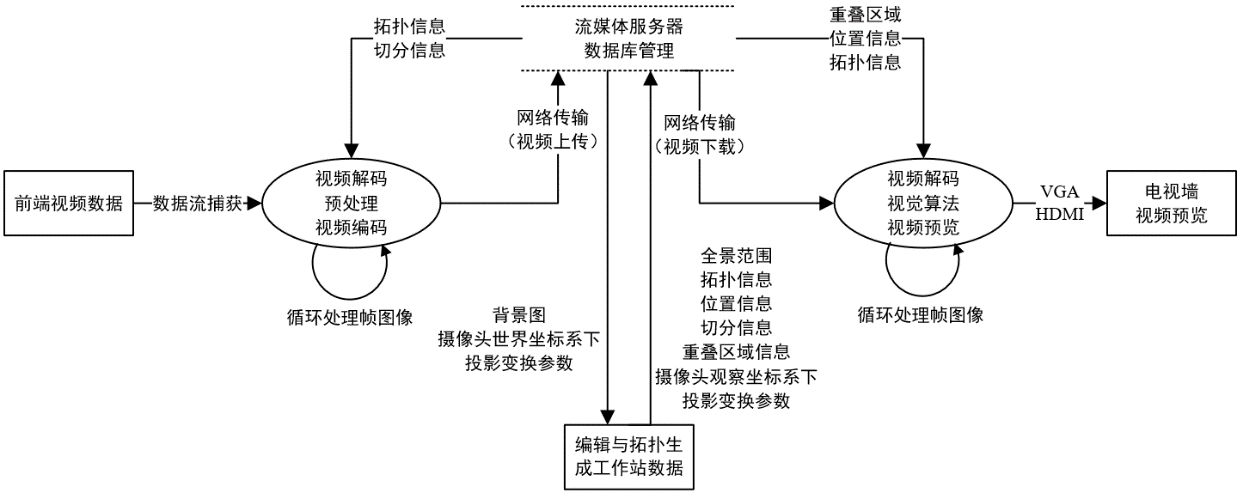 拓扑信息
切分信息
流媒体服务器
数据库管理
重叠区域
位置信息
拓扑信息
网络传输
（视频上传）
网络传输
（视频下载）
前端视频数据
数据流捕获
视频解码
预处理
视频编码
循环处理帧图像
视频解码
视觉算法
视频预览
循环处理帧图像
VGA
HDMI
电视墙
视频预览
背景图
摄像头世界坐标系下
投影变换参数
全景范围
拓扑信息
位置信息
切分信息
重叠区域信息
摄像头观察坐标系下
投影变换参数
编辑与拓扑生
成工作站数据